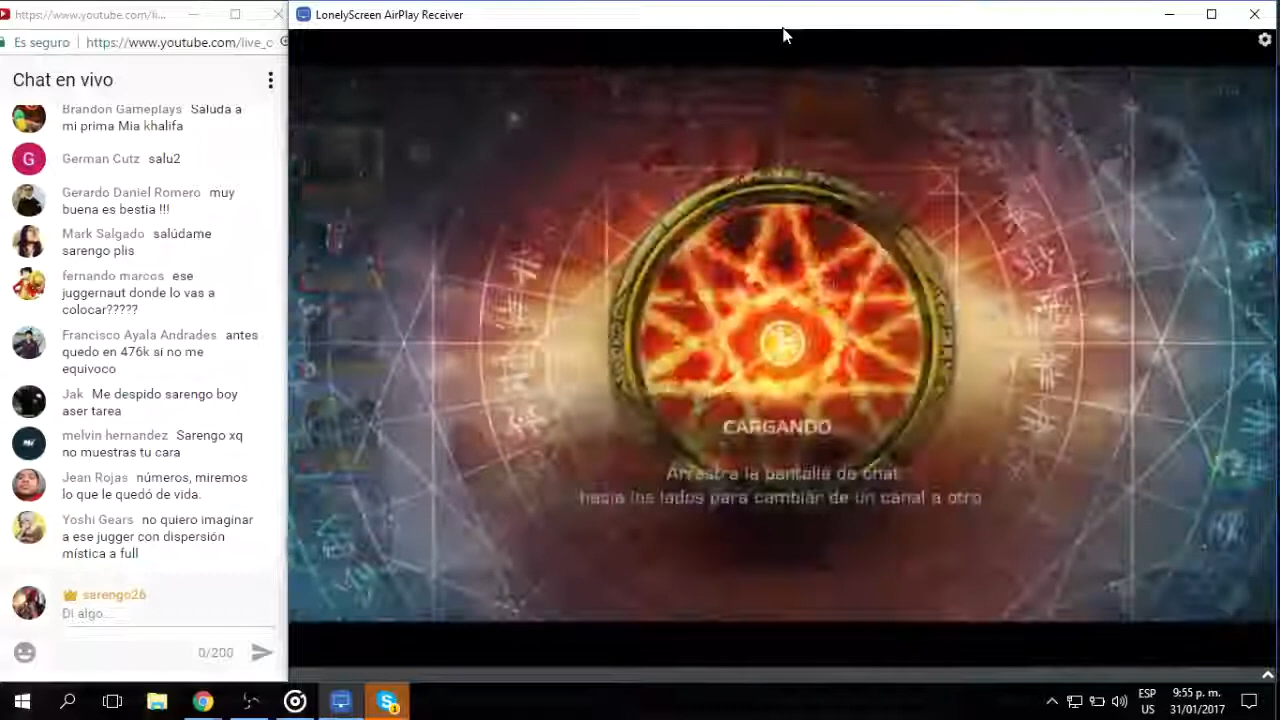 https://www.youtube.com/li...
LonelyScreen AirPlay Receiver
Es seguro
https://www.youtube.com/live_c
Chat en vivo
Brandon Gameplays Saluda a
mi prima Mia khalifa
G
German Cutz salu2
Gerardo Daniel Romero muy
buena es bestia !!!
Mark Salgado salúdame
sarengo plis
fernando marcos ese
juggernaut donde lo vas a
colocar?????
Francisco Ayala Andrades antes
quedo en 476k si no me
equivoco
Jak Me despido sarengo boy
aser tarea
melvin hernandez Sarengo xq
no muestras tu cara
Jean Rojas números, miremos
lo que le quedó de vida.
Yoshi Gears no quiero imaginar
a ese jugger con dispersión
mística a full
sarengo26
Di algo...
0/200
CARGANDO
Arrastra la pantalla de chat
hacia los lados para cambiar de un canal a otro
ESP
US
9:55 p. m.
31/01/2017